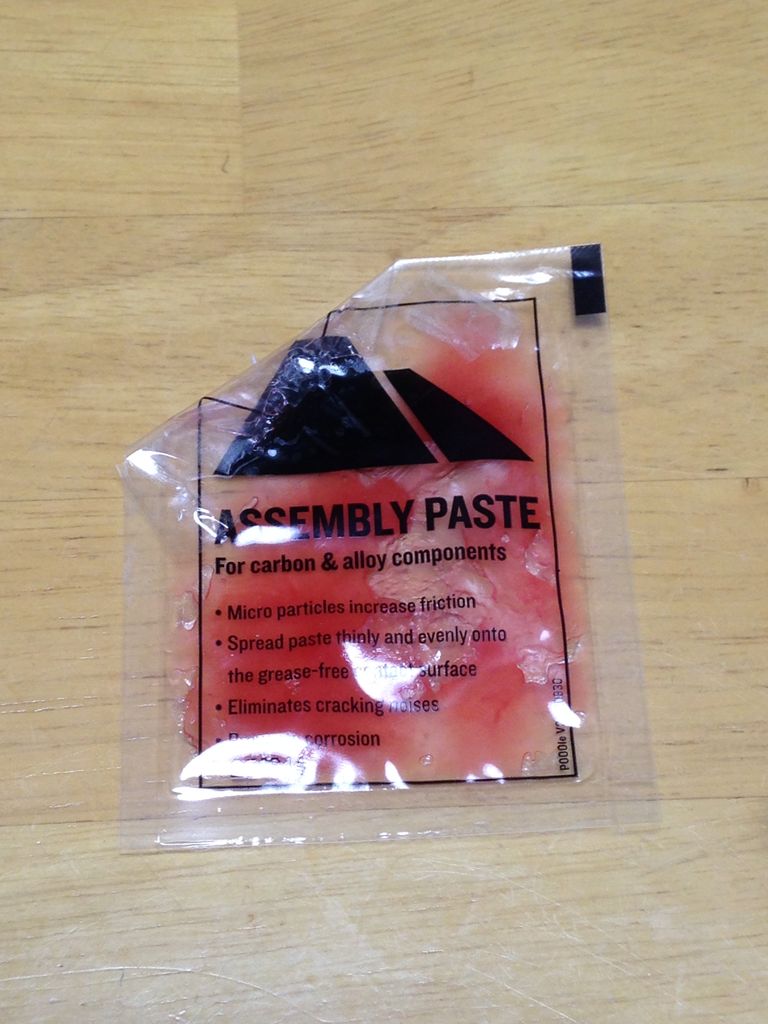 ASSEMBLY PASTE
For carbon & alloy components
• Micro particles increase friction
• Spread paste thinly and evenly onto
the grease-free contact surface
• Eliminates cracking noises
• corrosion